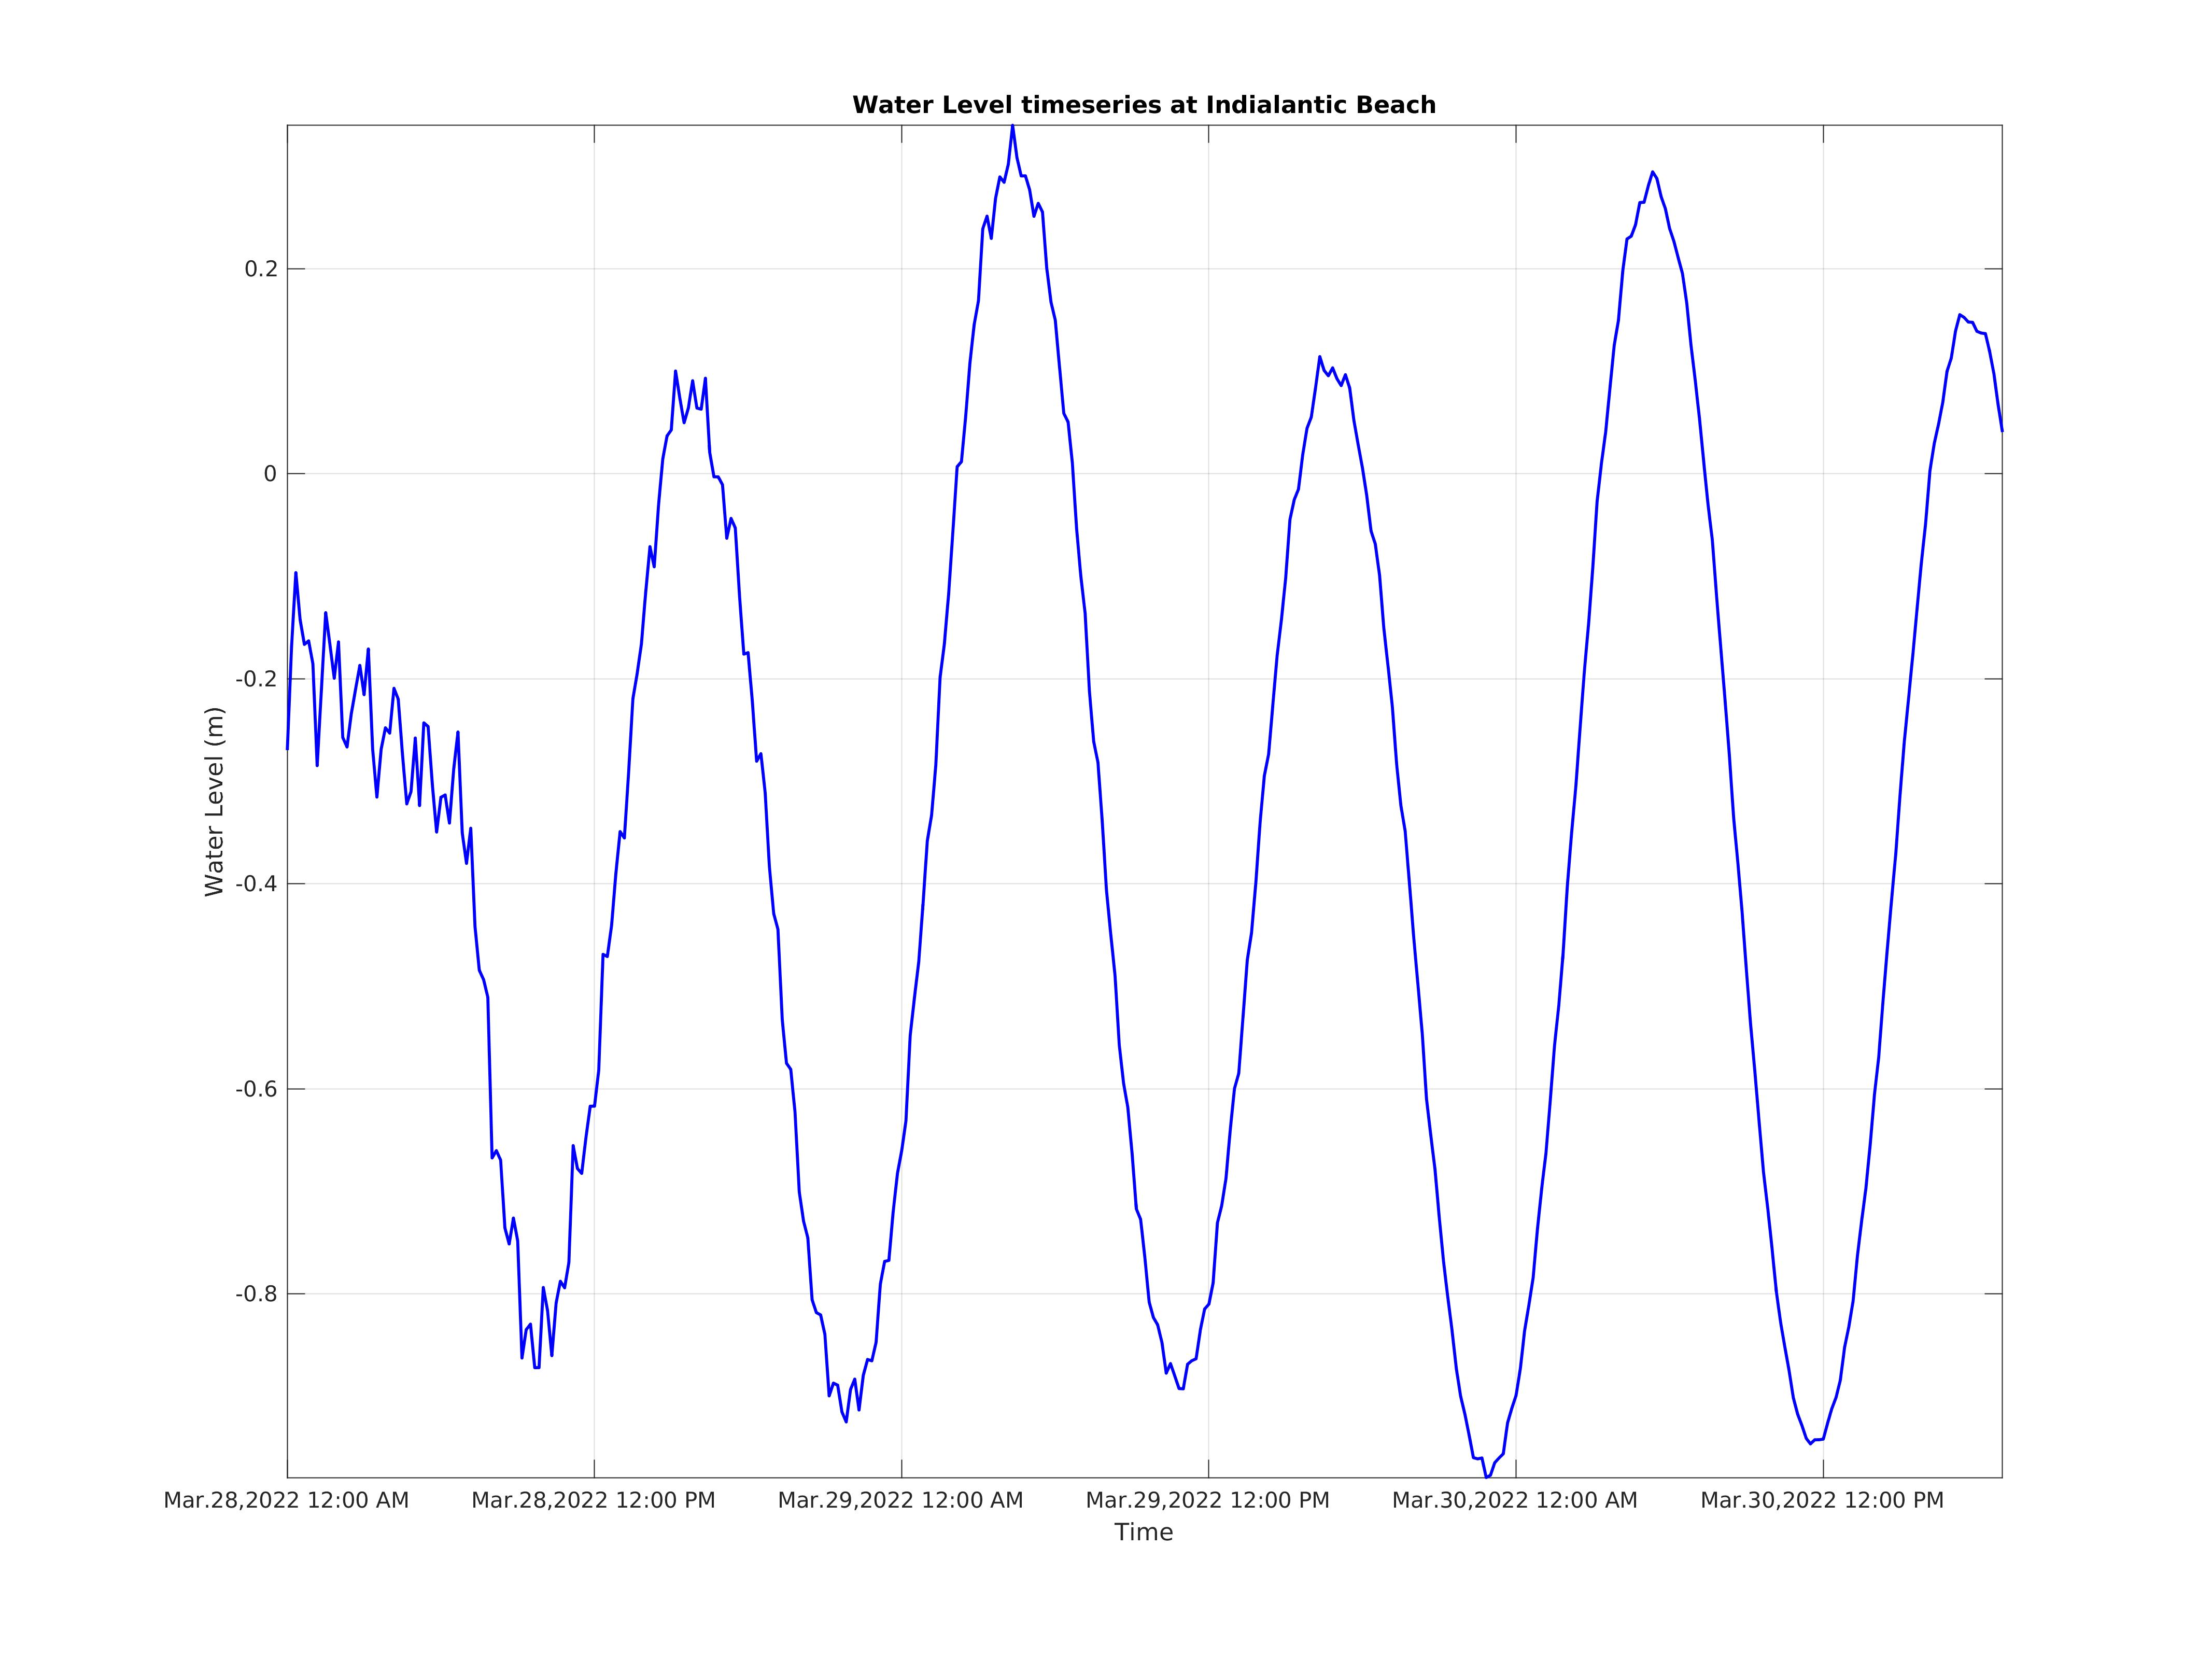 Water Level timeseries at Indialantic Beach
0.2
0
-0.2
-0.4
-0.6
-0.8
Water Level (m)
Mar.28,2022 12:00 AM
Mar.28,2022 12:00 PM
Mar.29,2022 12:00 AM
Mar.29,2022 12:00 PM
Mar.30,2022 12:00 AM
Mar.30,2022 12:00 PM
Time